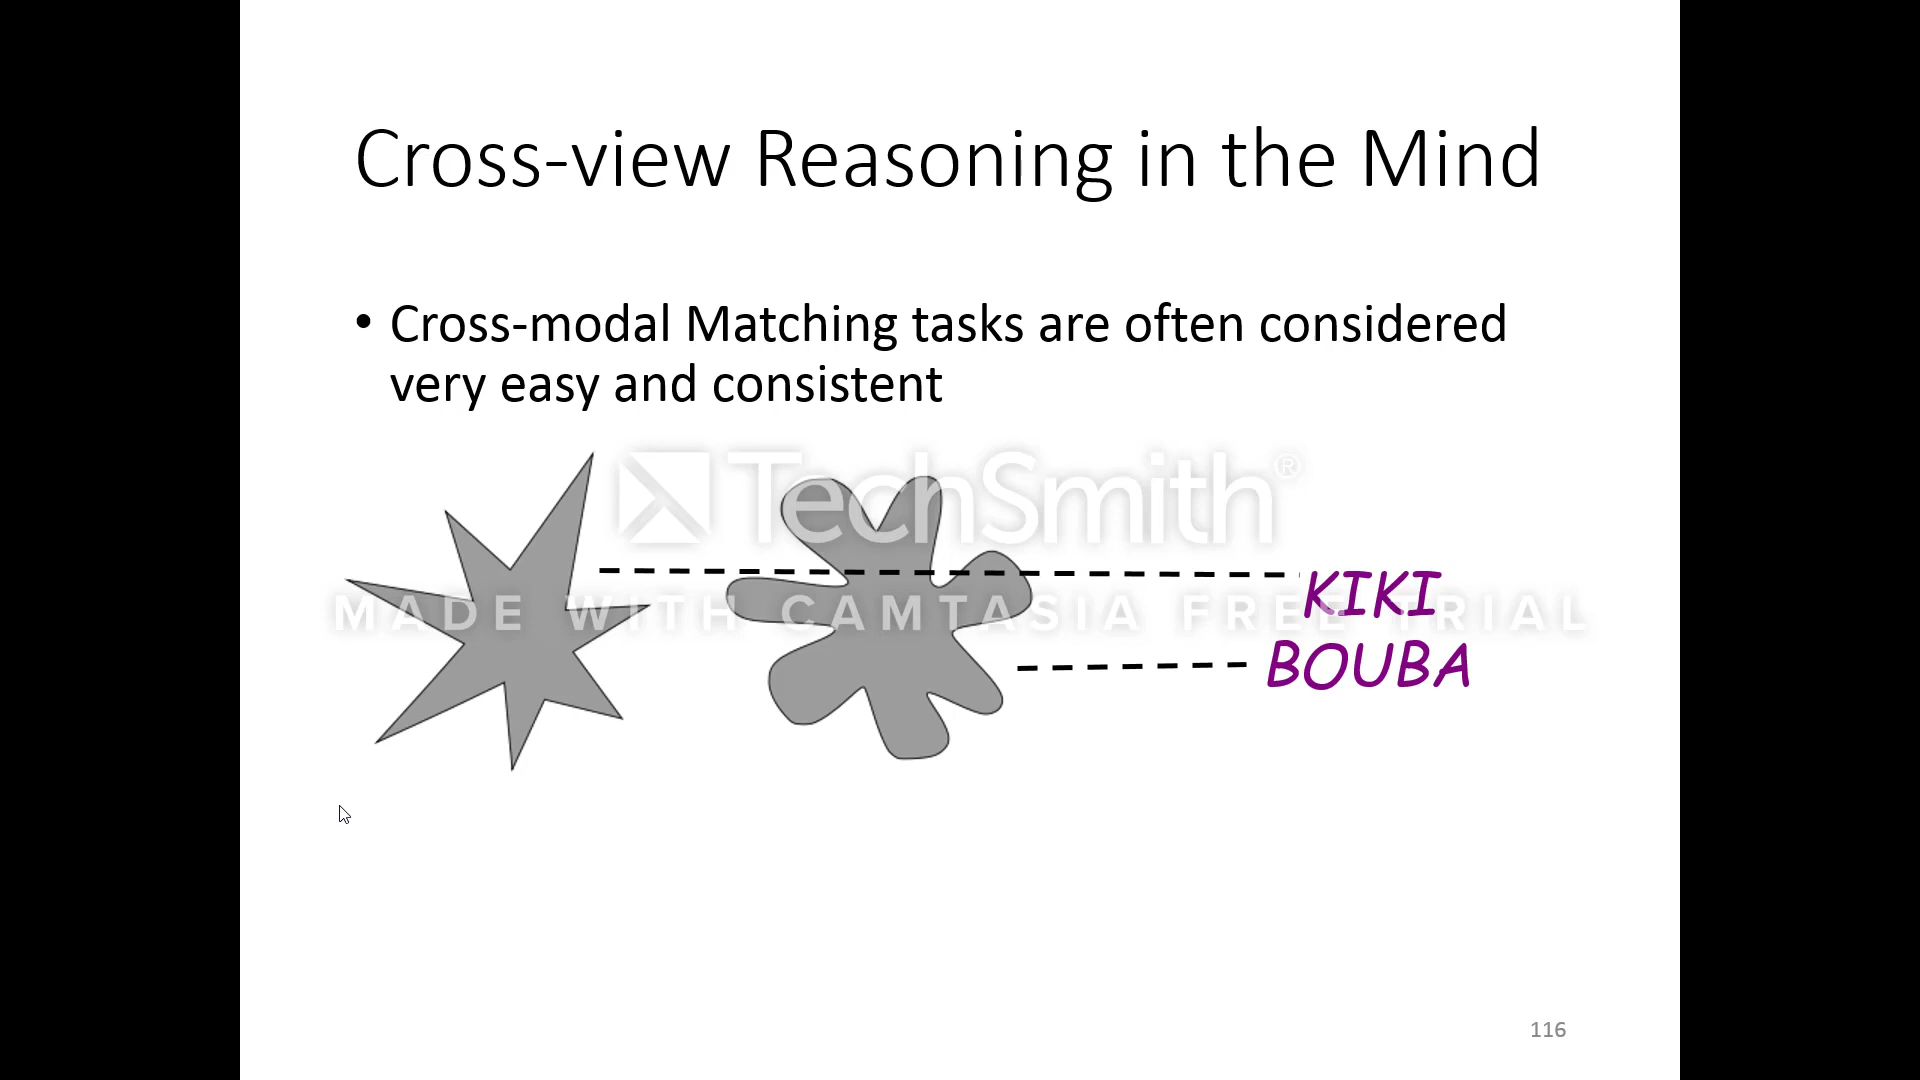 Cross-view Reasoning in the Mind
• Cross-modal Matching tasks are often considered
very easy and consistent
TechSmith®
KIKI
MADE WITH CAMTASIA FREE TRIAL
BOUBA
116